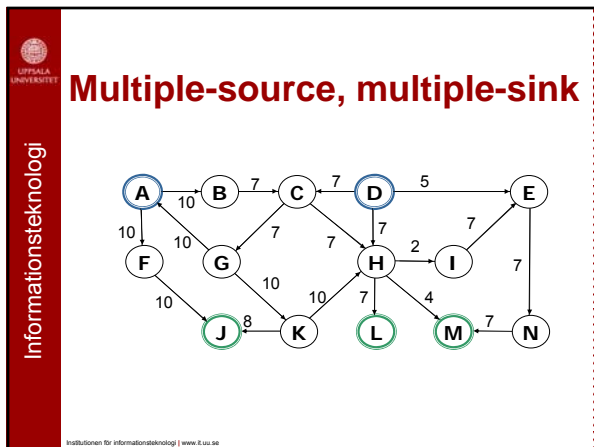 UPPSALA
UNIVERSITET
Multiple-source, multiple-sink
Informationsteknologi
A
10
B
7
C
7
D
5
E
10
10
7
7
7
2
7
F
G
H
I
7
10
10
10
7
4
J
8
K
L
M
7
N
Institutionen för informationsteknologi | www.it.uu.se